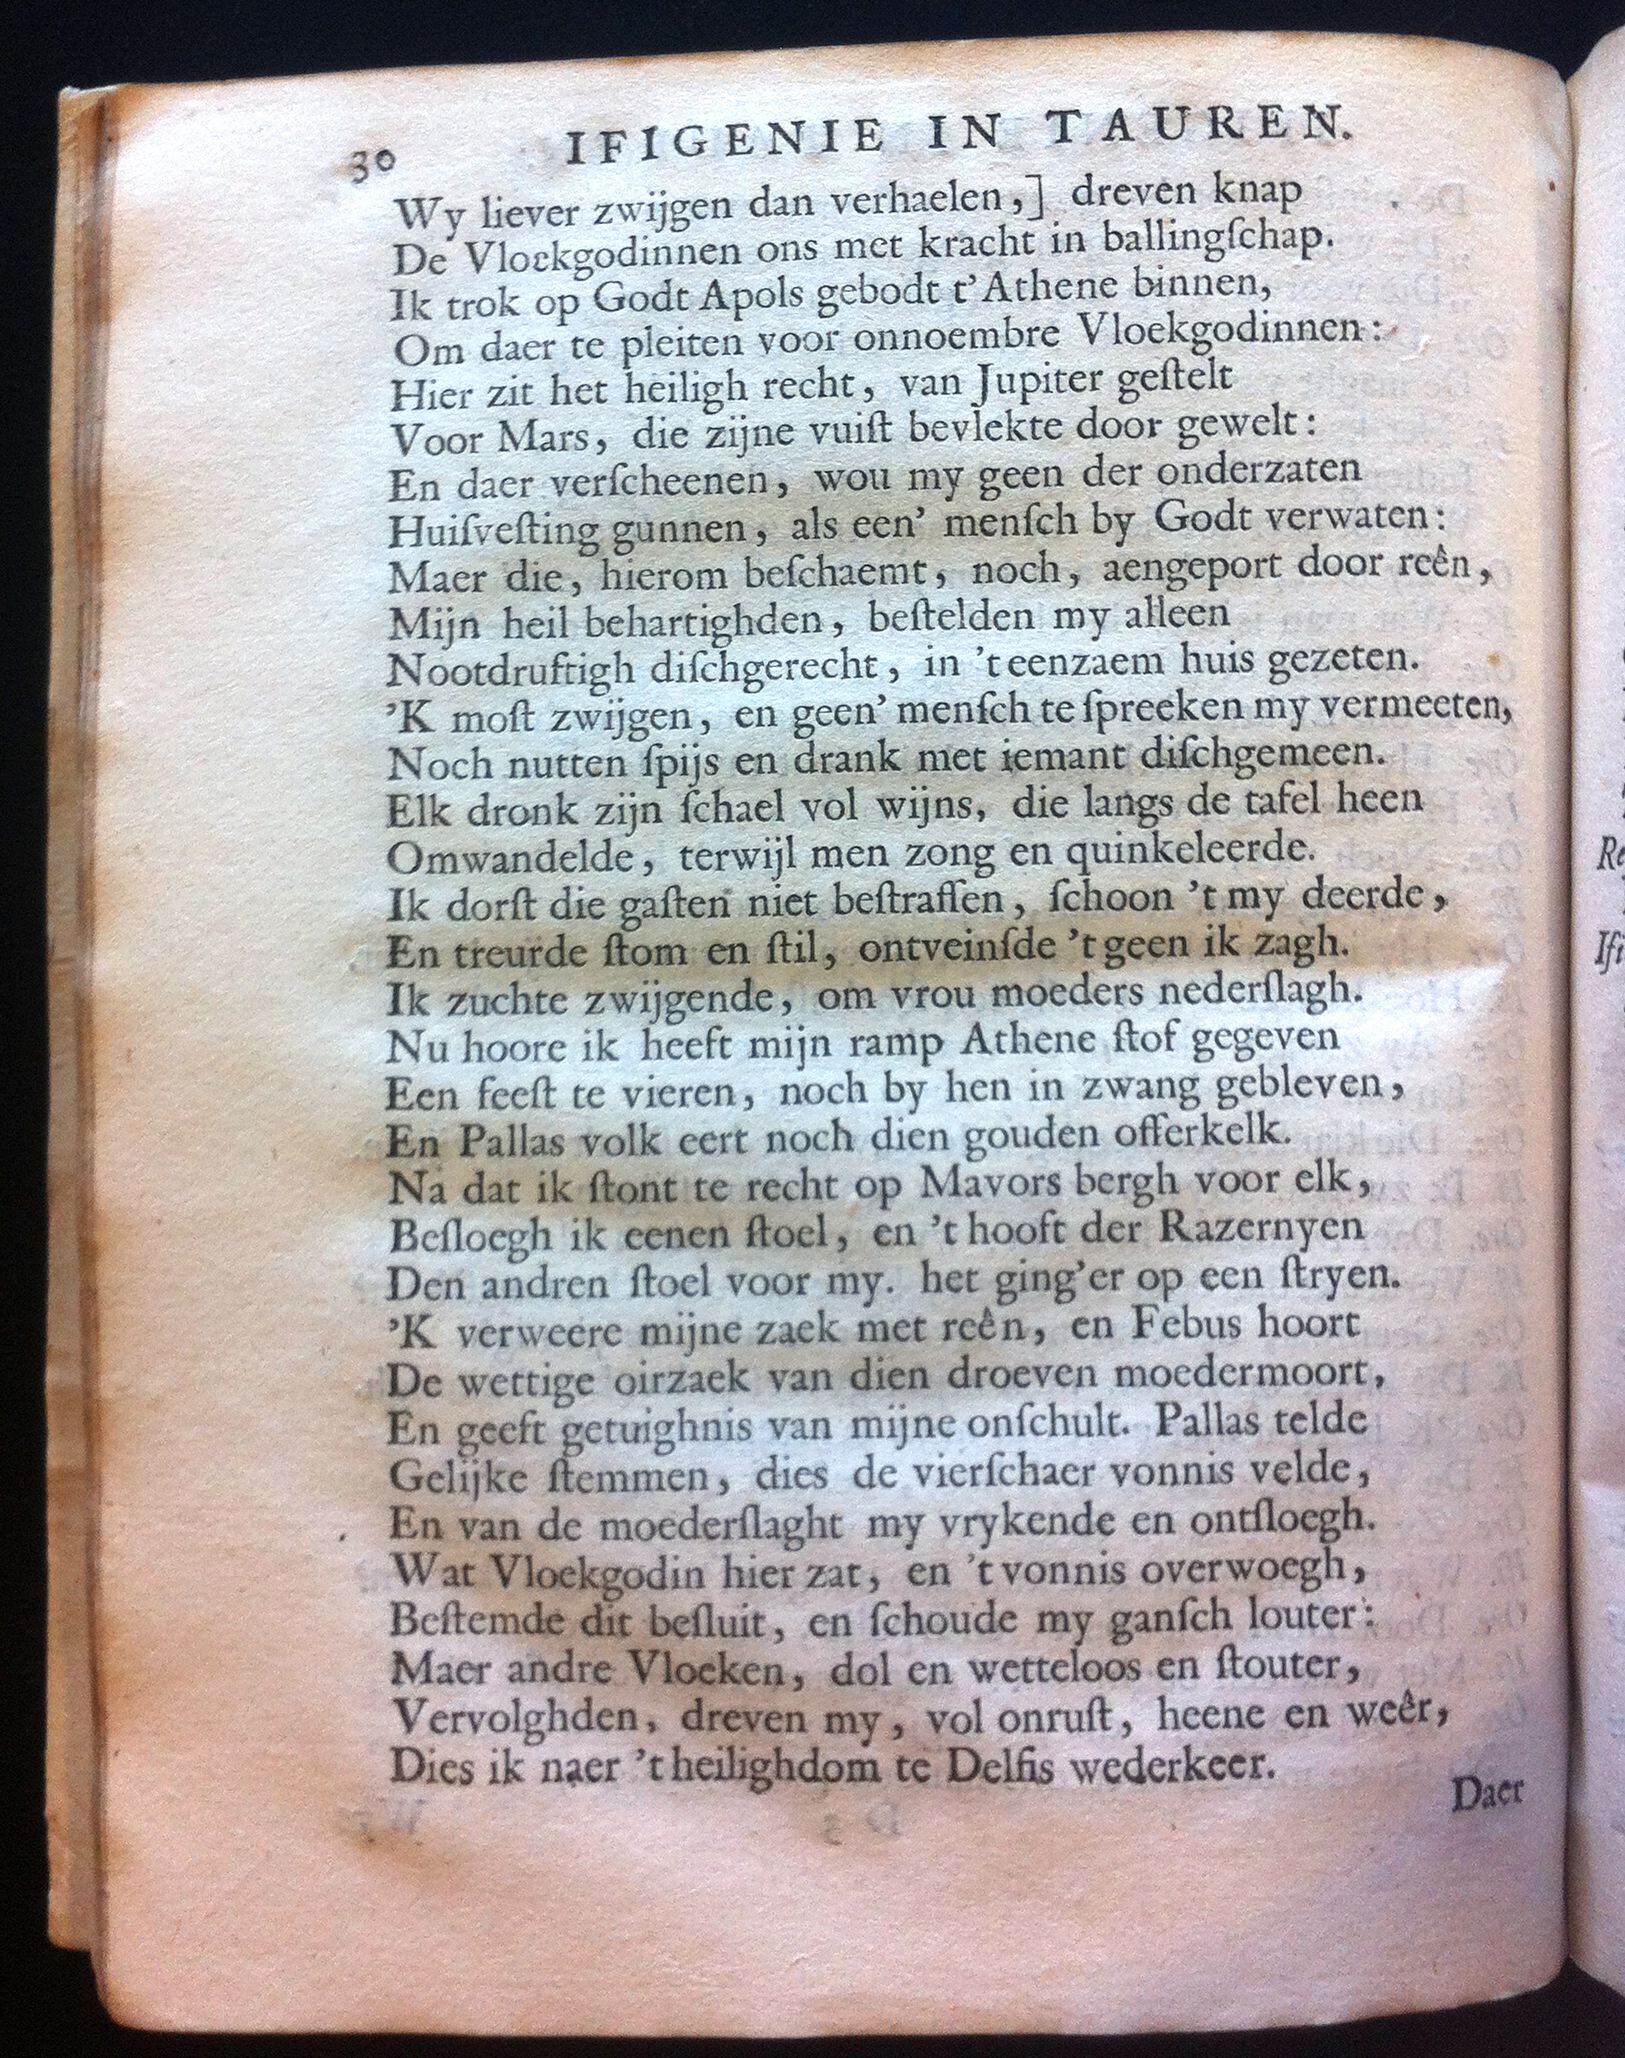 30 IFIGENIE IN TAUREN.
Wy liever zwijgen dan verhaelen,] dreven knap
De Vloekgodinnen ons met kracht in ballingſchap.
Ik trok op Godt Apols gebodt t'Athene binnen,
Om daer te pleiten voor onnoembre Vloekgodinnen:
Hier zit het heiligh recht, van Jupiter geſtelt
Voor Mars, die zijne vuiſt bevlekte door gewelt:
En daer verſcheenen, wou my geen der onderzaten
Huiſveſting gunnen, als een' menſch by Godt verwaten:
Maer die, hierom beſchaemt, noch, aengeport door reên,
Mijn heil behartighden, beſtelden my alleen
Nootdruftigh diſchgerecht, in 't eenzaem huis gezeten.
'K moſt zwijgen, en geen' menſch te ſpreeken my vermeeten,
Noch nutten ſpijs en drank met iemant diſchgemeen.
Elk dronk zijn ſchael vol wijns, die langs de tafel heen
Omwandelde, terwijl men zong en quinkeleerde.
Ik dorſt die gaſten niet beſtraffen, ſchoon 't my deerde,
En treurde ſtom en ſtil, ontveinſde 't geen ik zagh.
Ik zuchte zwijgende, om vrou moeders nederſlagh.
Nu hoore ik heeft mijn ramp Athene ſtof gegeven
Een feeſt te vieren, noch by hen in zwang gebleven,
En Pallas volk eert noch dien gouden offerkelk.
Na dat ik ſtont te recht op Mavors bergh voor elk,
Beſloegh ik eenen ſtoel, en 't hooft der Razernyen
Den andren ſtoel voor my. het ging'er op een ſtryen.
'K verweere mijne zaek met reên, en Febus hoort
De wettige oirzaek van dien droeven moedermoort,
En geeft getuighnis van mijne onſchult. Pallas telde
Gelijke ſtemmen, dies de vierſchaer vonnis velde,
En van de moederſlaght my vrykende en ontſloegh.
Wat Vloekgodin hier zat, en 't vonnis overwoegh,
Beſtemde dit beſluit, en ſchoude my ganſch louter:
Maer andre Vloeken, dol en wetteloos en ſtouter,
Vervolghden, dreven my, vol onruſt, heene en weêr,
Dies ik naer 't heilighdom te Delfis wederkeer.
Daer